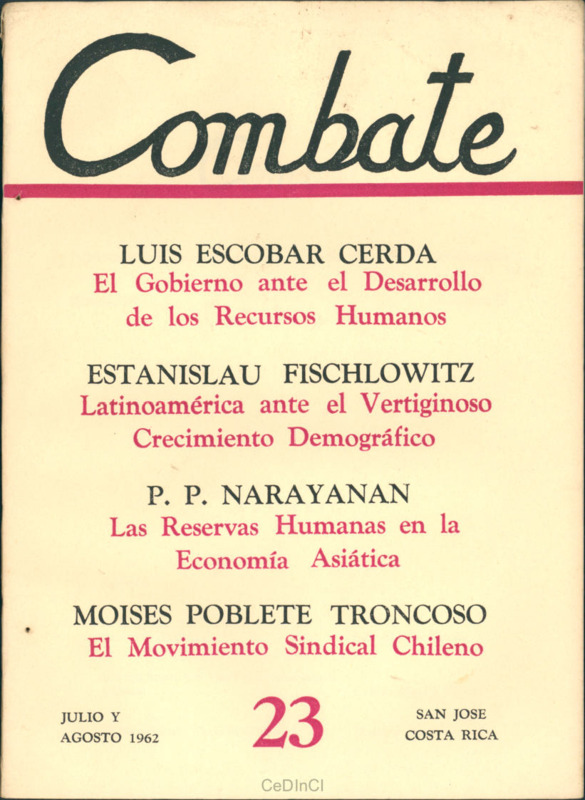 Combate
LUIS ESCOBAR CERDA
El Gobierno ante el Desarrollo
de los Recursos Humanos
ESTANISLAU FISCHLOWITZ
Latinoamérica ante el Vertiginoso
Crecimiento Demográfico
P. P. NARAYANAN
Las Reservas Humanas en la
Economía Asiática
MOISES POBLETE TRONCOSO
El Movimiento Sindical Chileno
JULIO Y
AGOSTO 1962
23
SAN JOSE
COSTA RICA
CeDInCI